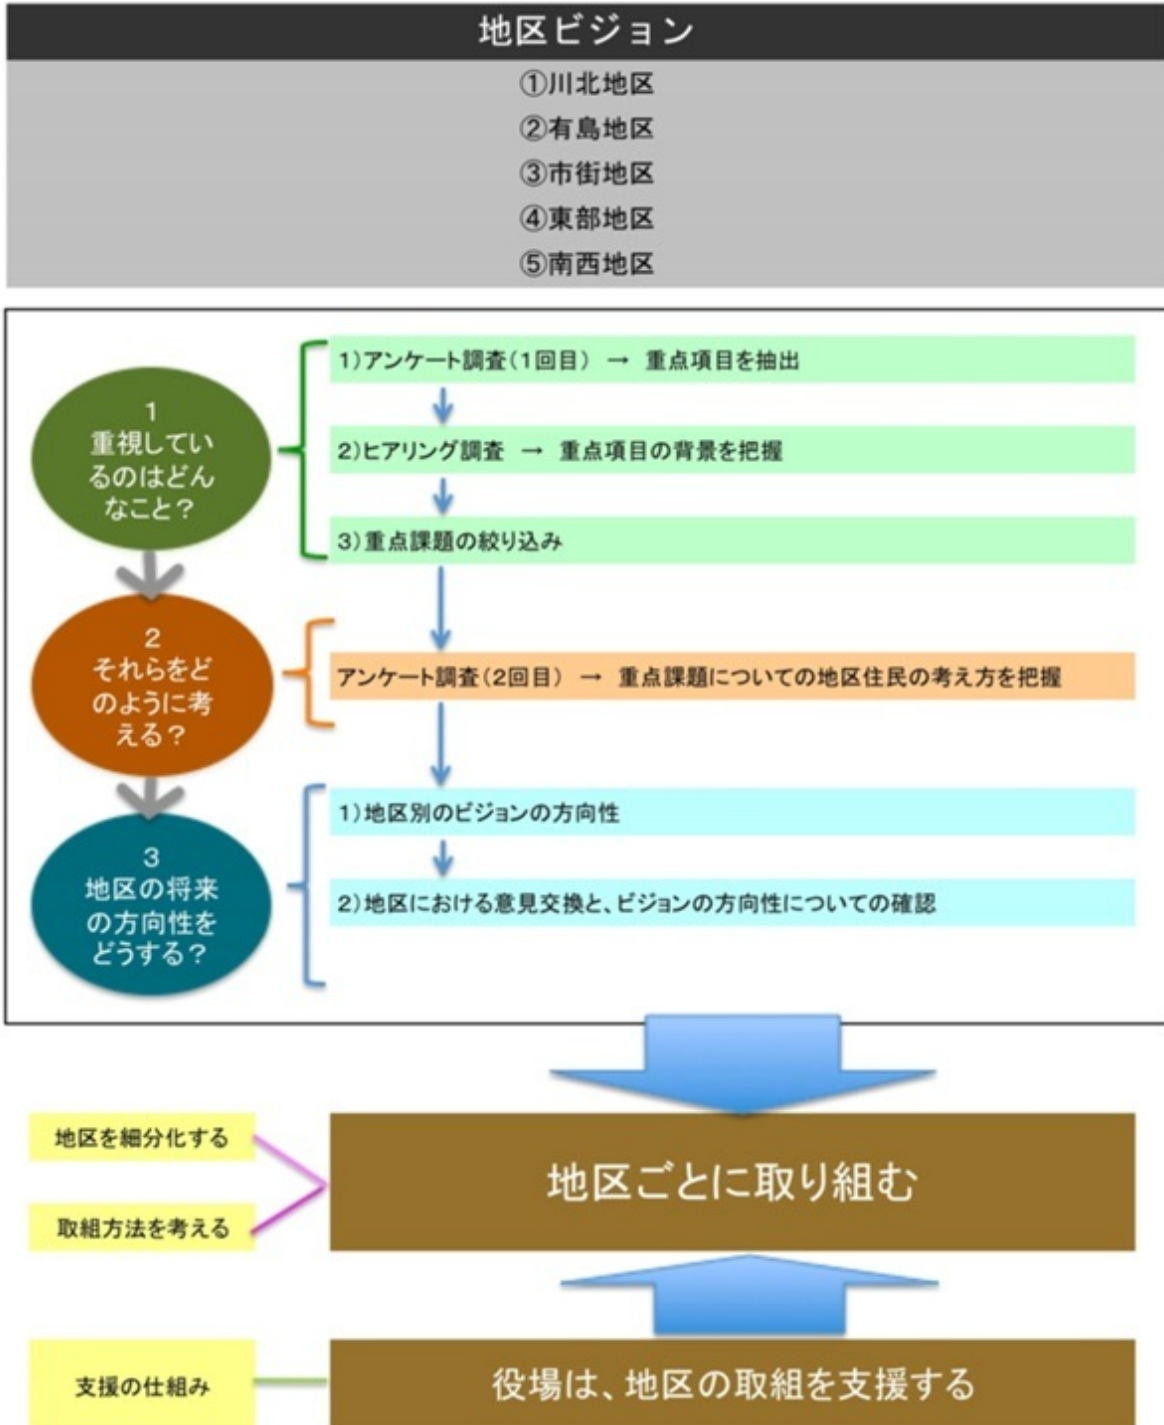 地区ビジョン
①川北地区
②有島地区
③市街地区
④東部地区
⑤南西地区
1
重視してい
るのはどん
なこと？
1)アンケート調査(1回目) → 重点項目を抽出
2)ヒアリング調査 → 重点項目の背景を把握
3)重点課題の絞り込み
2
それらをど
のように考
える？
アンケート調査(2回目) → 重点課題についての地区住民の考え方を把握
3
地区の将来
の方向性を
どうする？
1)地区別のビジョンの方向性
2)地区における意見交換と、ビジョンの方向性についての確認
地区を細分化する
取組方法を考える
地区ごとに取り組む
支援の仕組み
役場は、地区の取組を支援する